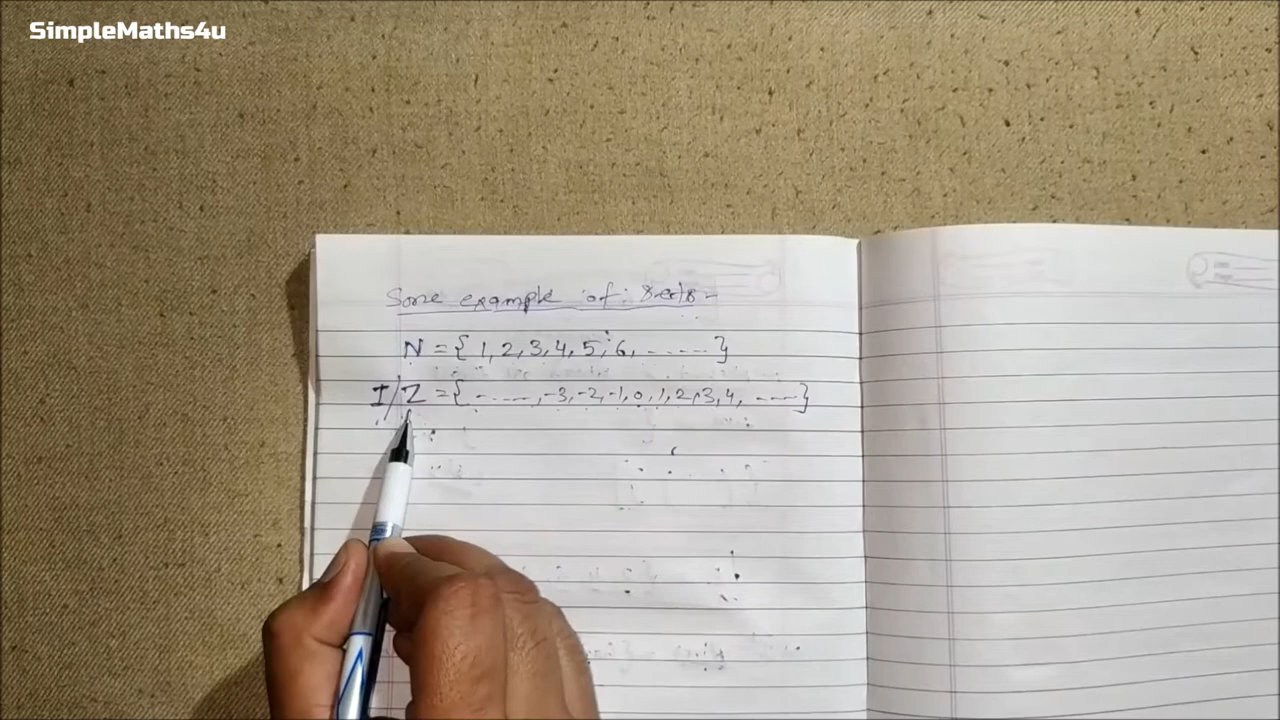 SimpleMaths4u
Some example of: Sets-
N = { 1, 2, 3, 4, 5, 6, ...... }
I/Z = { ......, -3, -2, -1, 0, 1, 2, 3, 4, ----- }